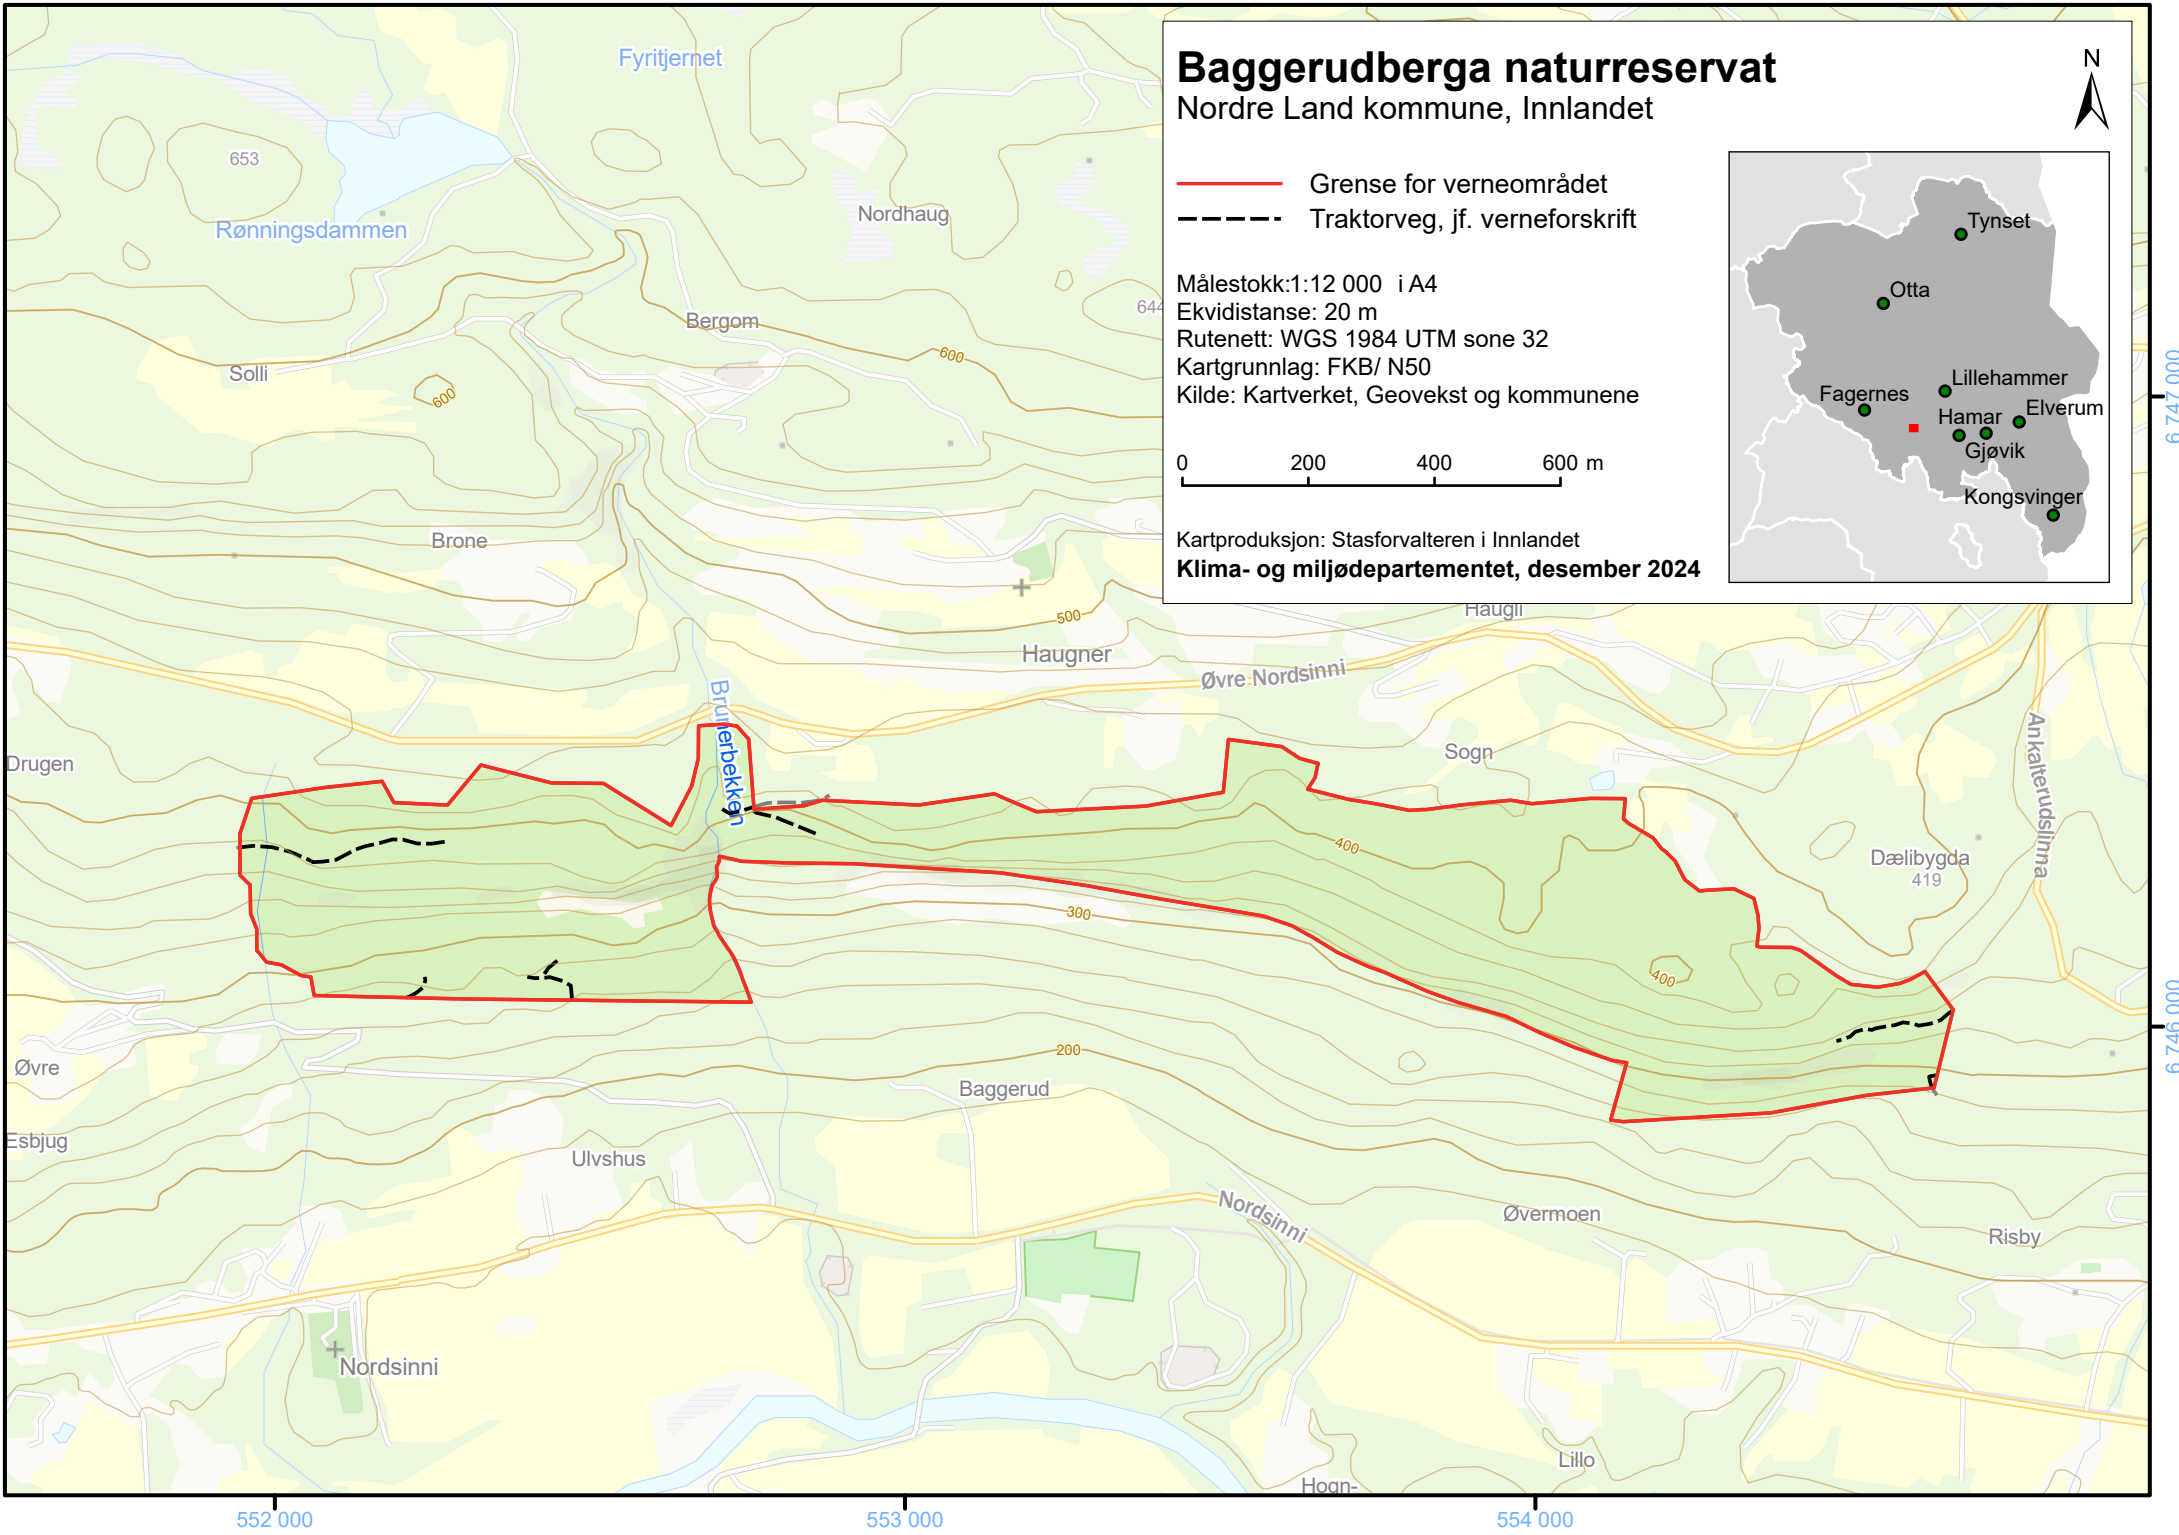 Baggerudberga naturreservat
Nordre Land kommune, Innlandet
N
Grense for verneområdet
Traktorveg, jf. verneforskrift
Målestokk:1:12 000 i A4
Ekvidistanse: 20 m
Rutenett: WGS 1984 UTM sone 32
Kartgrunnlag: FKB/ N50
Kilde: Kartverket, Geovekst og kommunene
0 200 400 600 m
Kartproduksjon: Stasforvalteren i Innlandet
Klima- og miljødepartementet, desember 2024
Tynset
Otta
Lillehammer
Fagernes
Elverum
Hamar
Gjøvik
Kongsvinger
Fyritjernet
653
Rønningsdammen
Nordhaug
644
Bergom
600
Solli
600
Brone
500
Haugner
Haugli
Øvre Nordsinni
Brunerbekken
Drugen
Sogn
Ankalterudslinna
400
Dælibygda
419
300
400
200
Øvre
Baggerud
Esbjug
Ulvshus
Nordsinni
Øvermoen
Risby
Nordsinni
Lillo
Hogn-
6 747 000
6 746 000
552 000
553 000
554 000